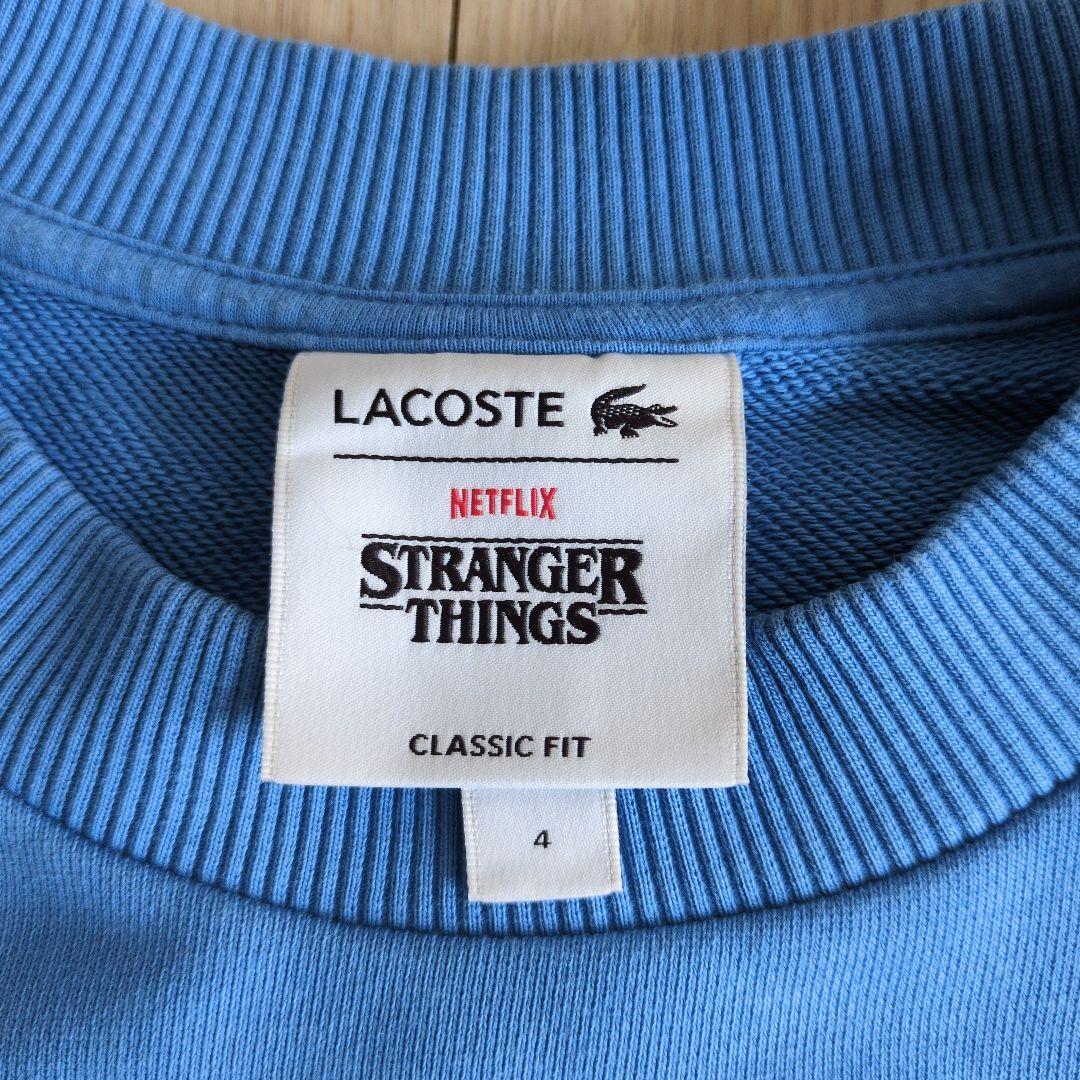 LACOSTE
NETFLIX
STRANGER
THINGS
CLASSIC FIT
4